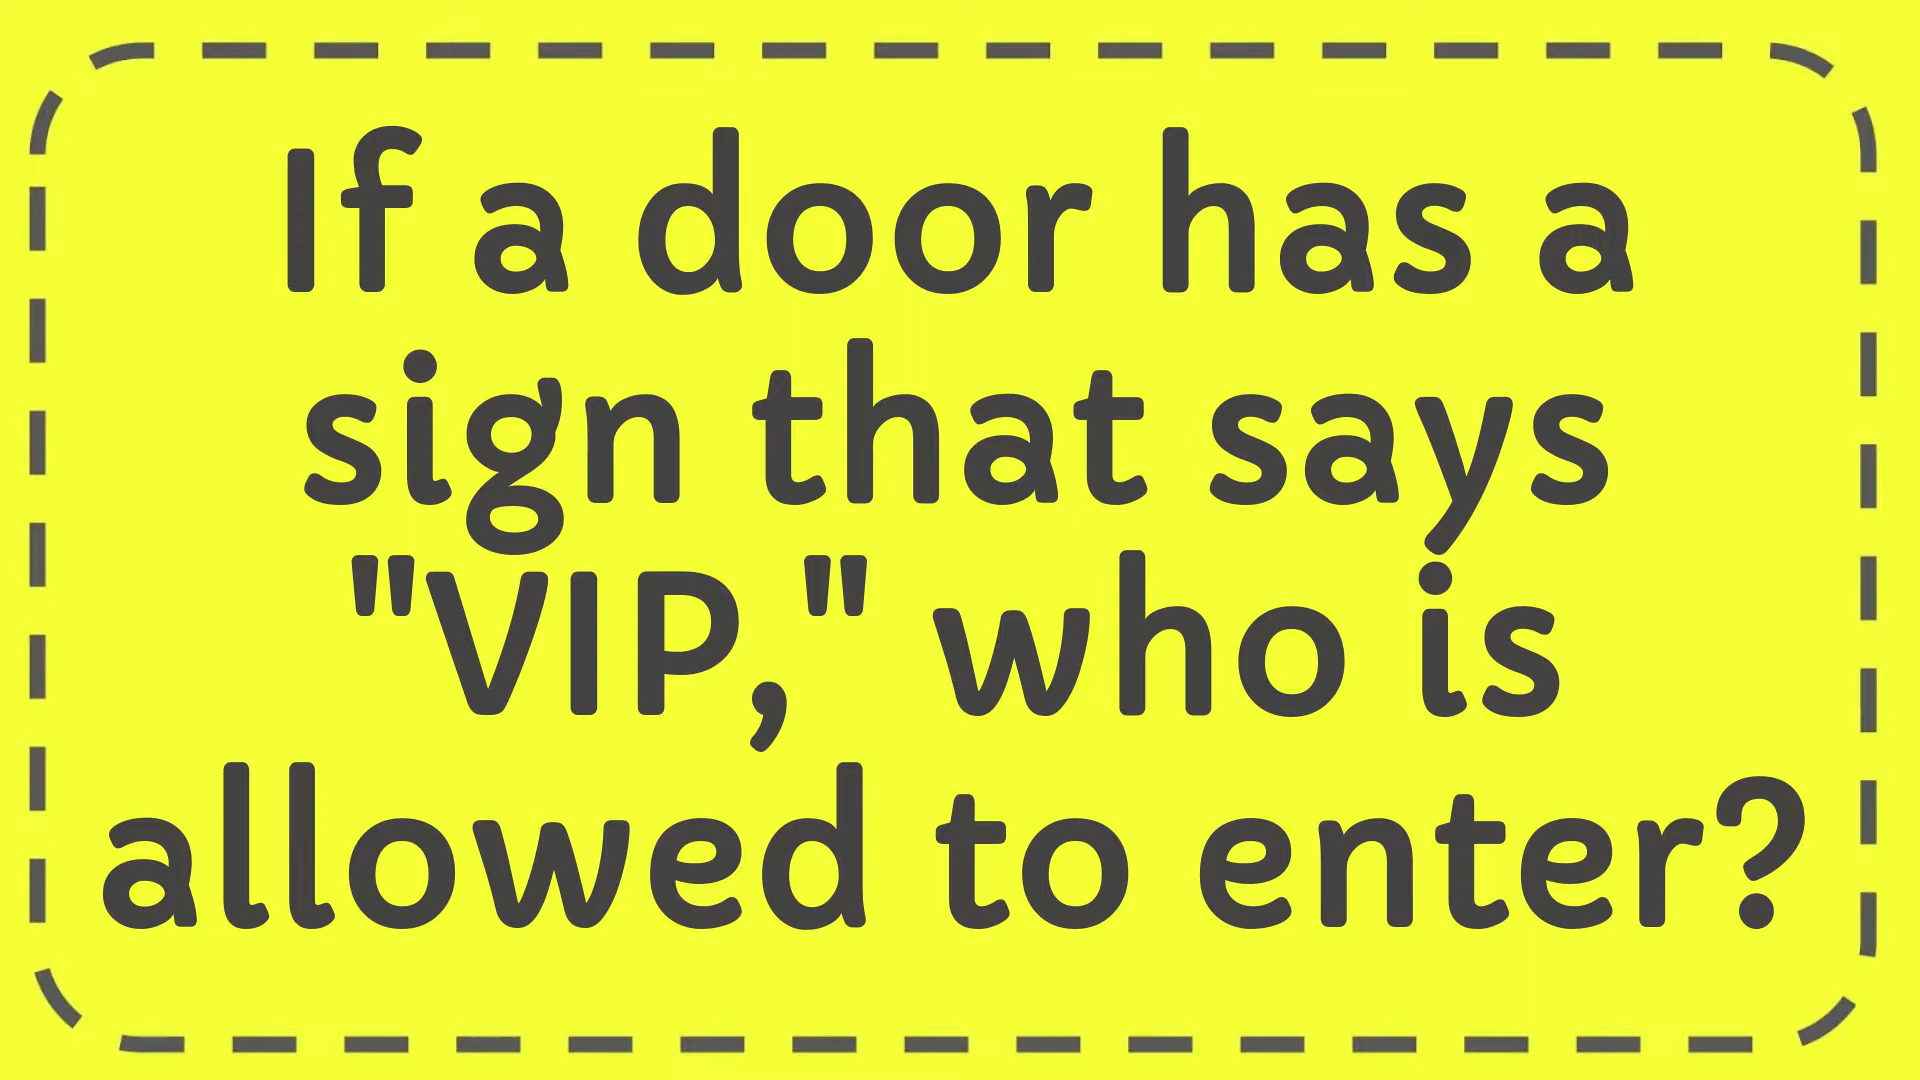 If a door has a
sign that says
"VIP," who is
allowed to enter?